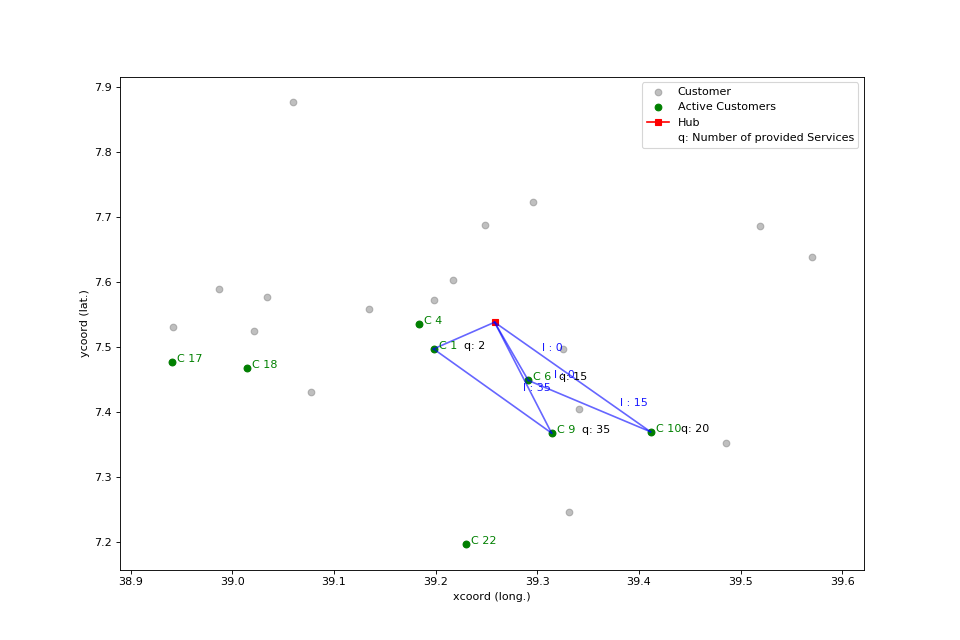 Customer
Active Customers
Hub
q: Number of provided Services
7.9
7.8
7.7
7.6
7.5
7.4
7.3
7.2
ycoord (lat.)
C 4
C 1 q: 2
l : 0
C 17
C 18
C 6 q: 15
l : 0
l : 35
l : 15
C 9 q: 35
C 10 q: 20
C 22
38.9 39.0 39.1 39.2 39.3 39.4 39.5 39.6
xcoord (long.)